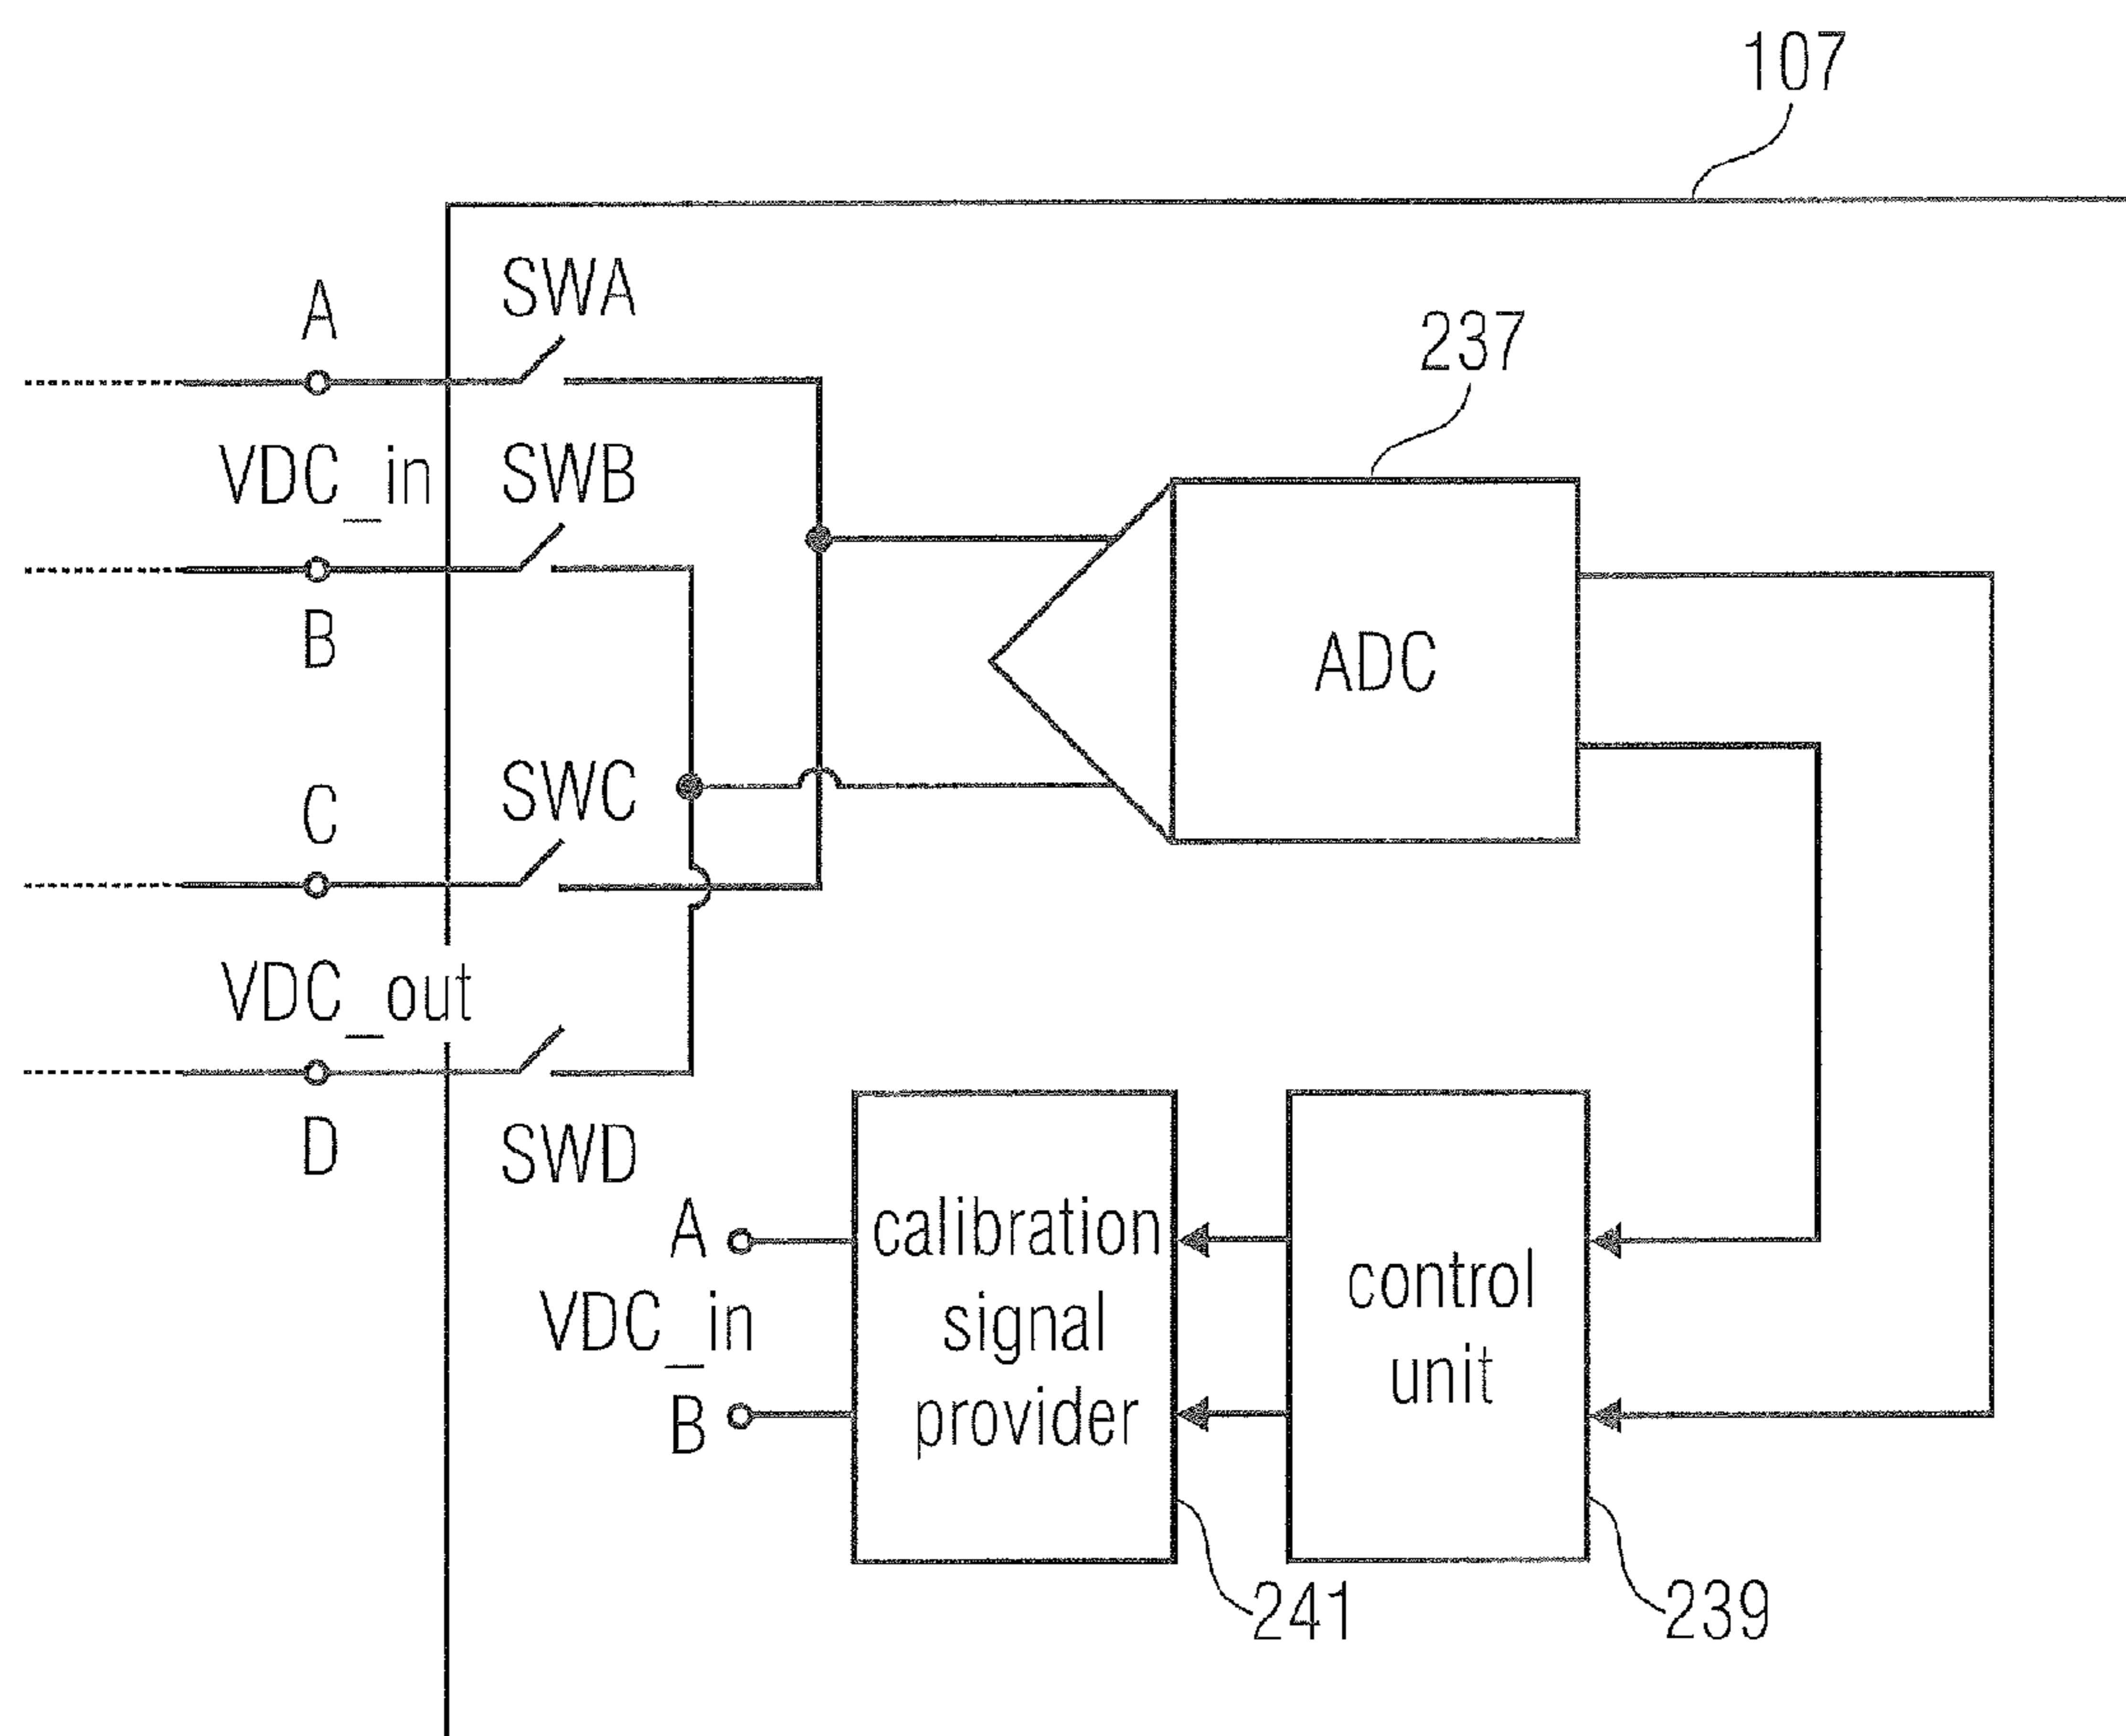 107
A
SWA
237
VDC_in
SWB
B
ADC
C
SWC
VDC_out
D
SWD
A
VDC_in
B
calibration
signal
provider
control
unit
241
239